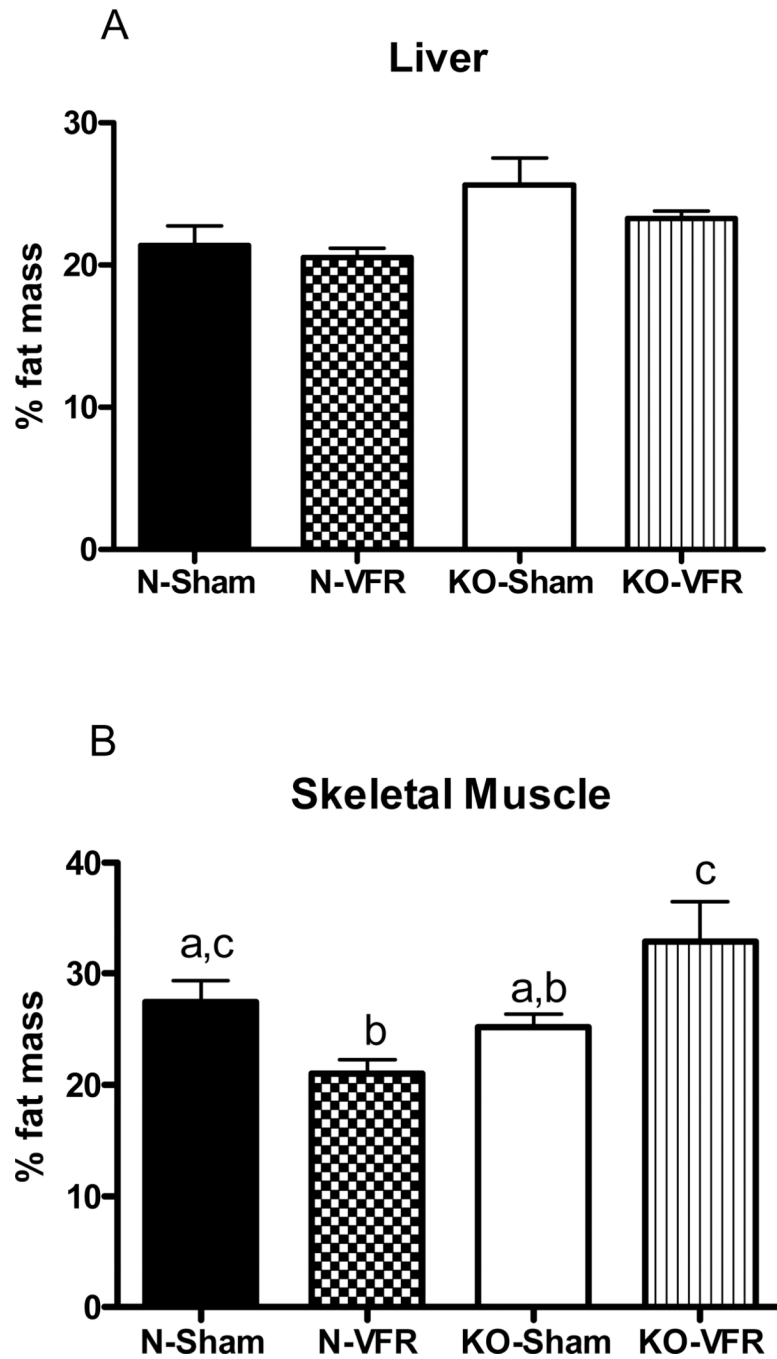 A
Liver
% fat mass
30
20
10
0
N-Sham N-VFR KO-Sham KO-VFR
B
Skeletal Muscle
% fat mass
40
30
20
10
0
a,c
b
a,b
c
N-Sham N-VFR KO-Sham KO-VFR